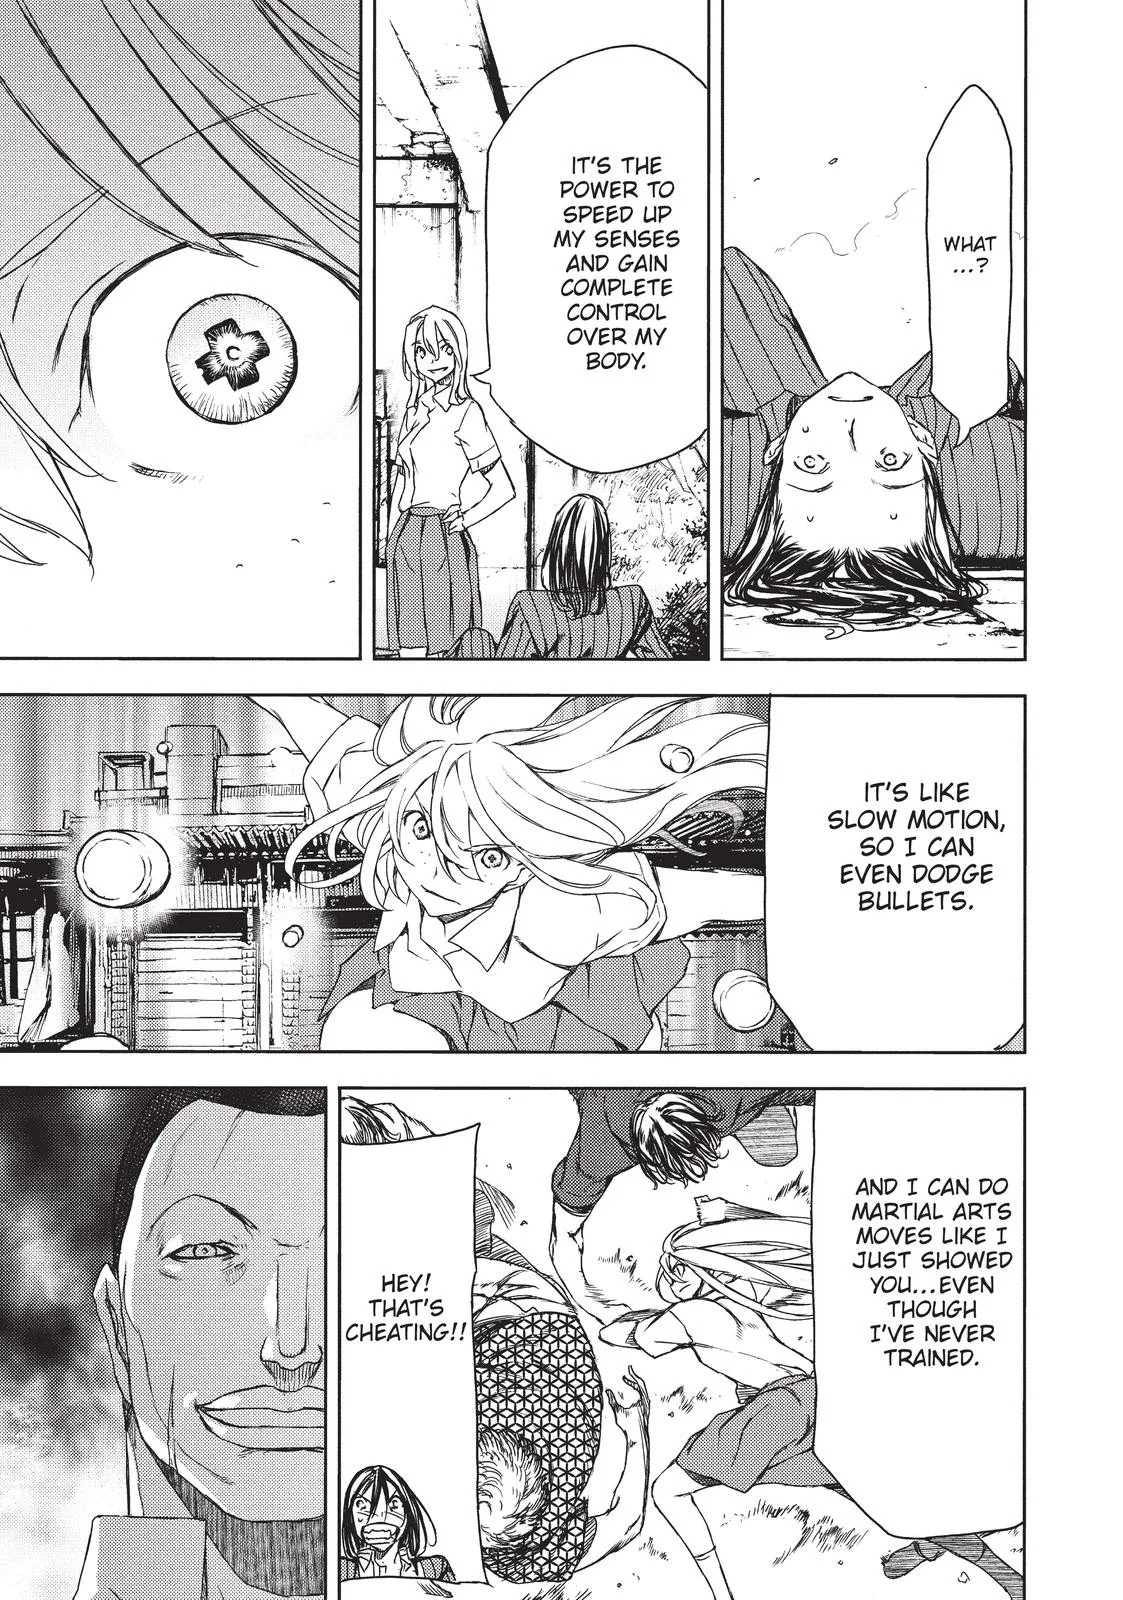 WHAT
...?
IT'S THE
POWER TO
SPEED UP
MY SENSES
AND GAIN
COMPLETE
CONTROL
OVER MY
BODY.
IT'S LIKE
SLOW MOTION,
SO I CAN
EVEN DODGE
BULLETS.
AND I CAN DO
MARTIAL ARTS
MOVES LIKE I
JUST SHOWED
YOU...EVEN
THOUGH
I'VE NEVER
TRAINED.
HEY!
THAT'S
CHEATING!!